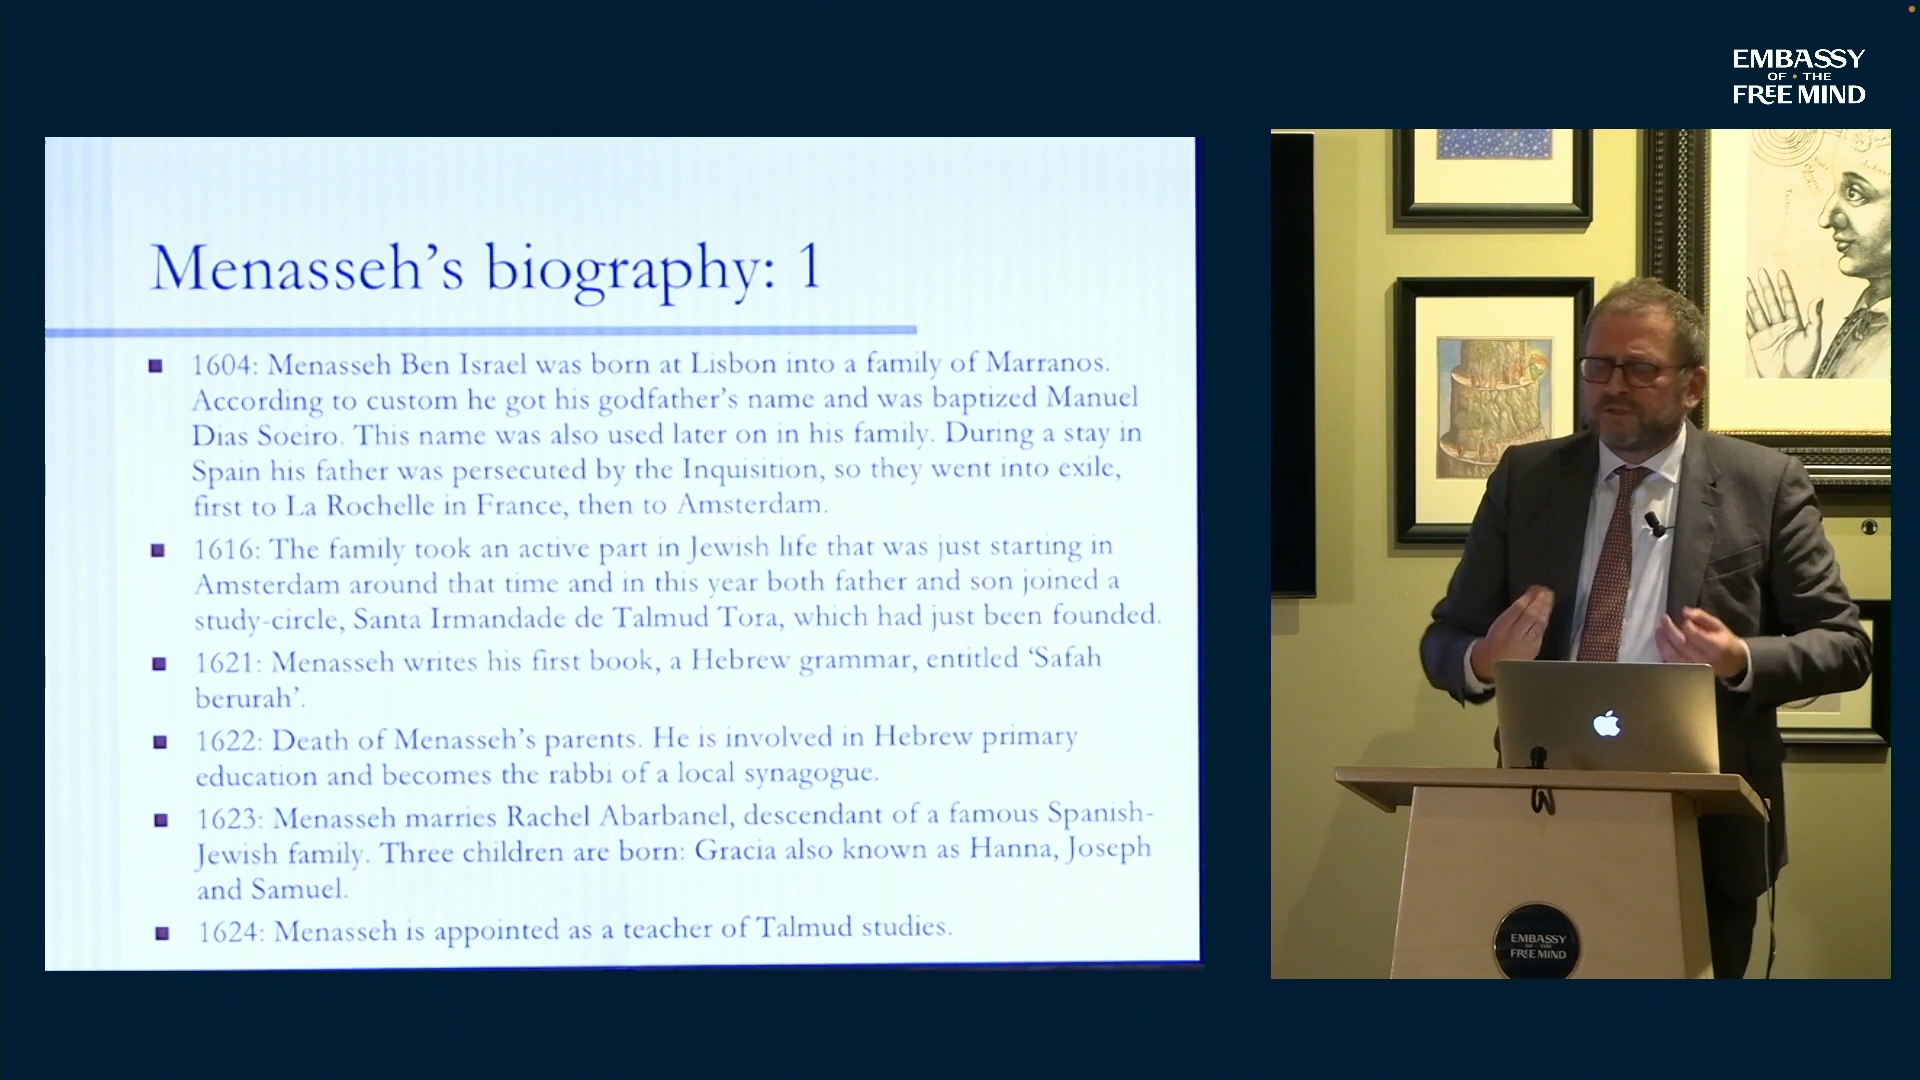 EMBASSY
OF • THE
FREE MIND
Menasseh’s biography: 1
1604: Menasseh Ben Israel was born at Lisbon into a family of Marranos.
According to custom he got his godfather’s name and was baptized Manuel
Dias Soeiro. This name was also used later on in his family. During a stay in
Spain his father was persecuted by the Inquisition, so they went into exile,
first to La Rochelle in France, then to Amsterdam.
1616: The family took an active part in Jewish life that was just starting in
Amsterdam around that time and in this year both father and son joined a
study-circle, Santa Irmandade de Talmud Tora, which had just been founded.
1621: Menasseh writes his first book, a Hebrew grammar, entitled ‘Safah
berurah’.
1622: Death of Menasseh’s parents. He is involved in Hebrew primary
education and becomes the rabbi of a local synagogue.
1623: Menasseh marries Rachel Abarbanel, descendant of a famous Spanish-
Jewish family. Three children are born: Gracia also known as Hanna, Joseph
and Samuel.
1624: Menasseh is appointed as a teacher of Talmud studies.
EMBASSY
OF • THE
FREE MIND